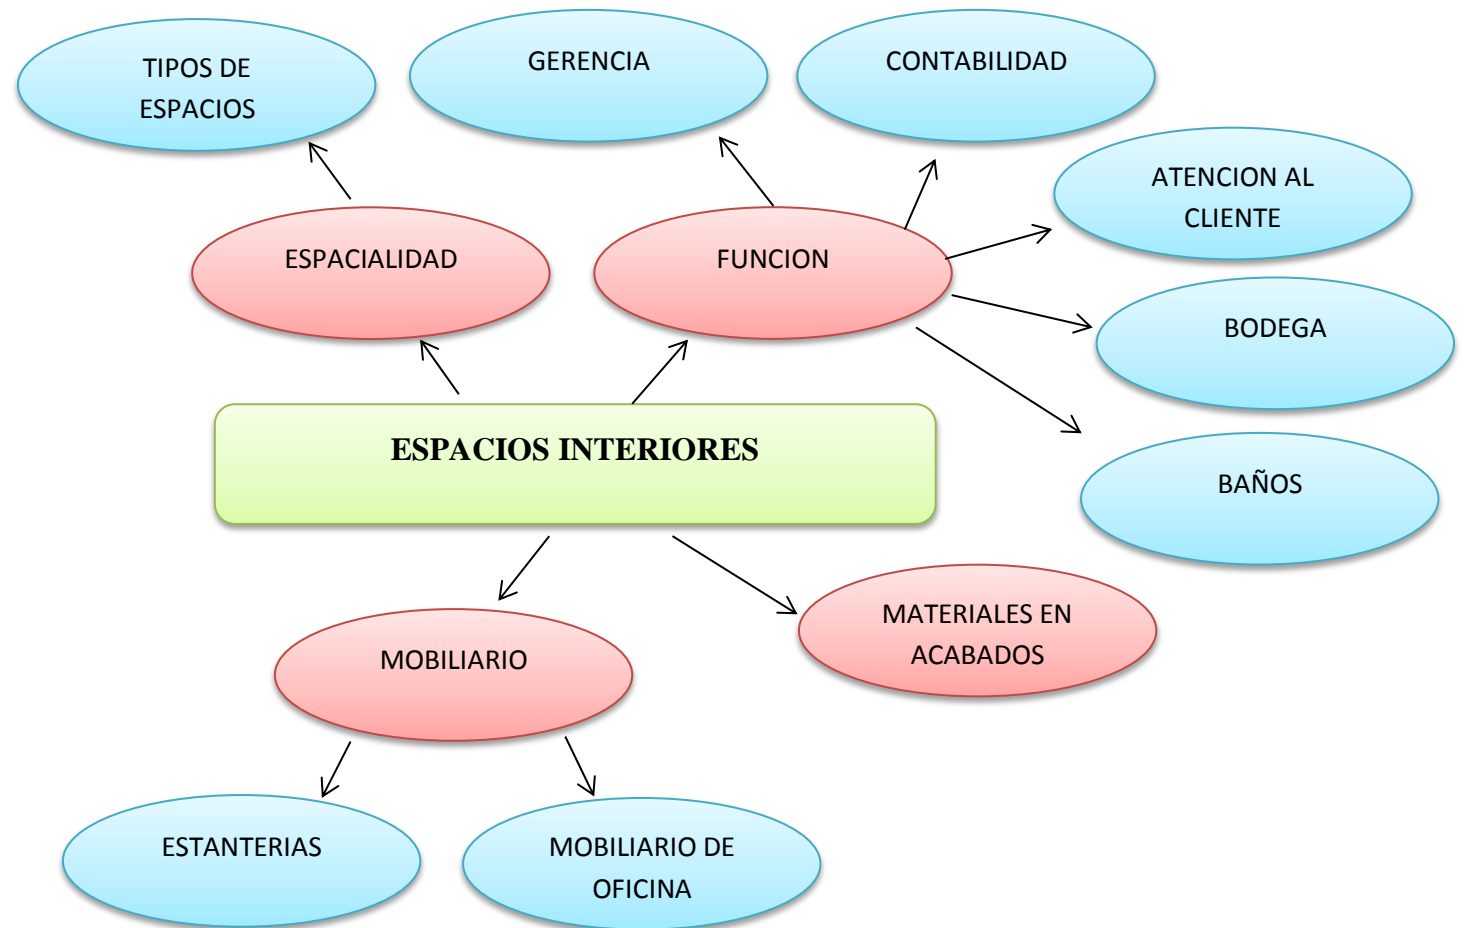 TIPOS DE
ESPACIOS
GERENCIA
CONTABILIDAD
ATENCION AL
CLIENTE
ESPACIALIDAD
FUNCION
BODEGA
ESPACIOS INTERIORES
BAÑOS
MATERIALES EN
ACABADOS
MOBILIARIO
ESTANTERIAS
MOBILIARIO DE
OFICINA